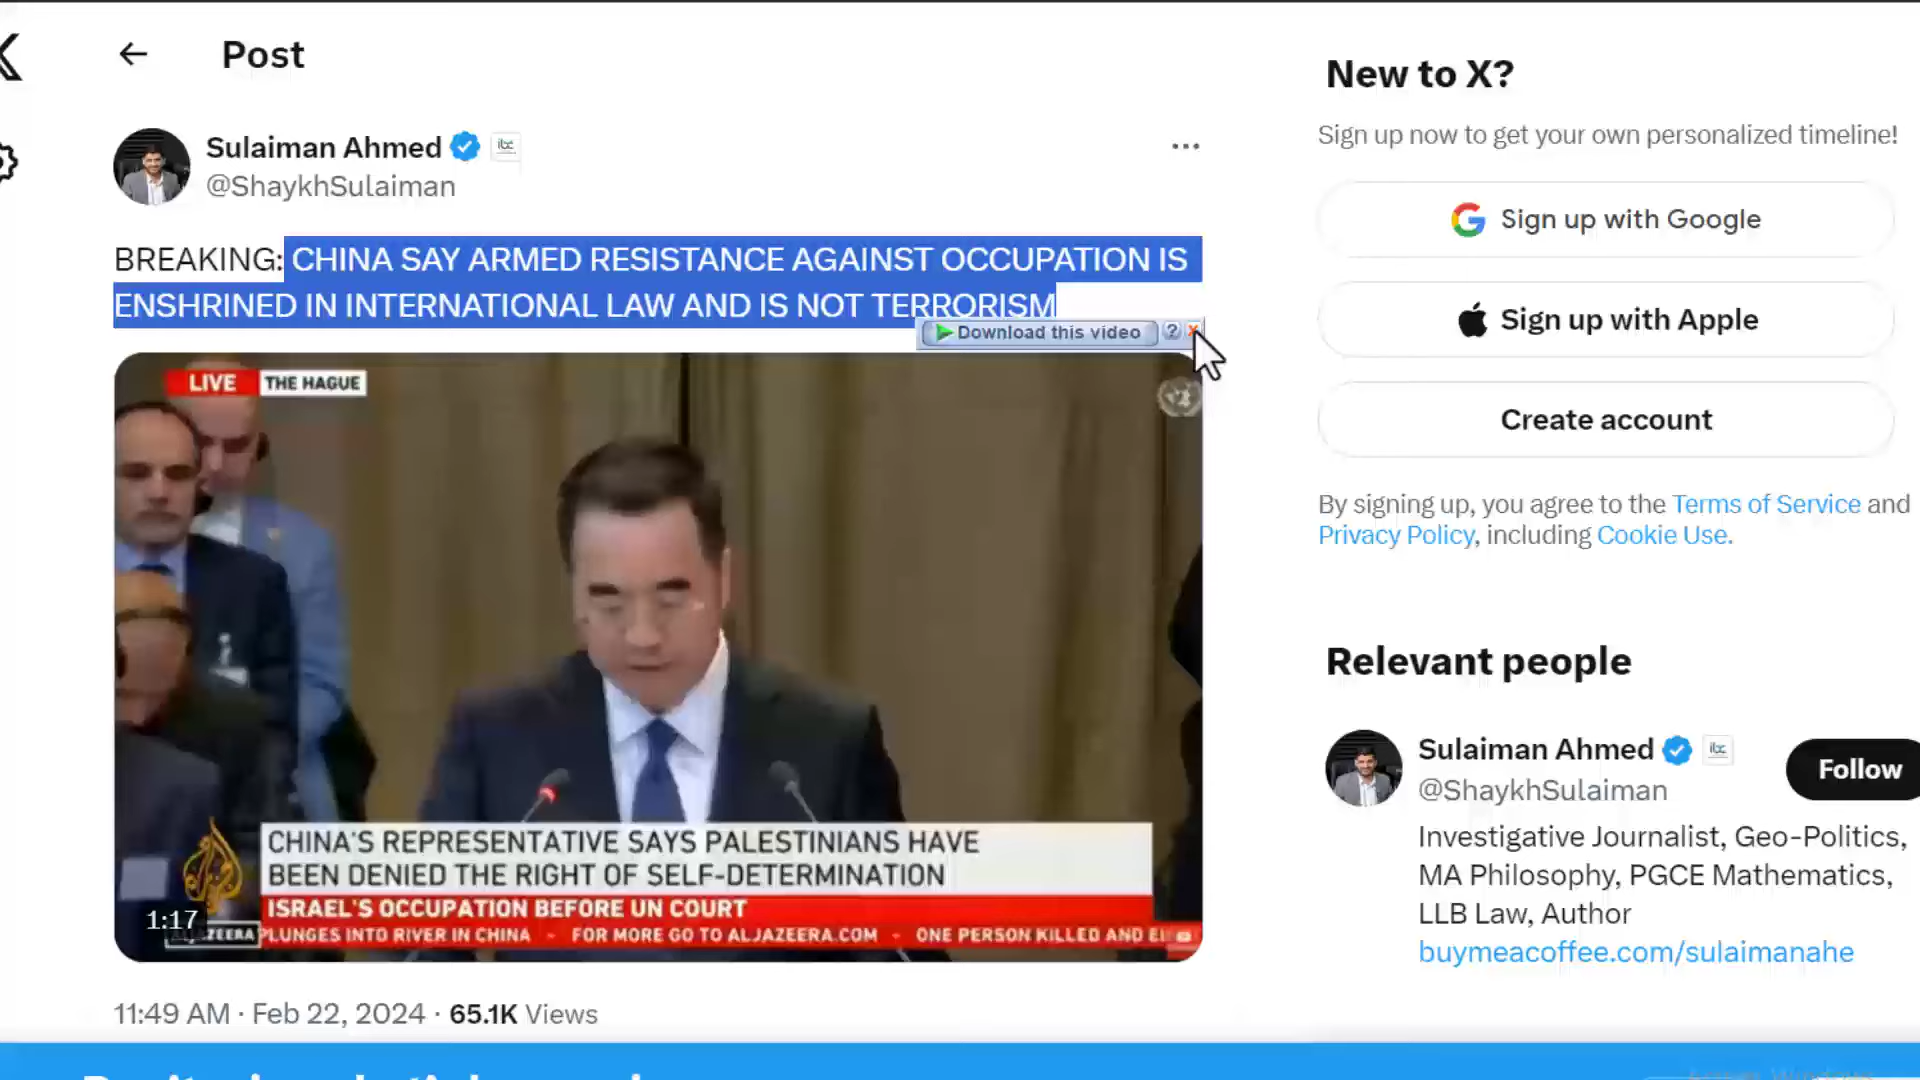 Post
Sulaiman Ahmed
@ShaykhSulaiman
BREAKING: CHINA SAY ARMED RESISTANCE AGAINST OCCUPATION IS
ENSHRINED IN INTERNATIONAL LAW AND IS NOT TERRORISM
Download this video ?
LIVE THE HAGUE
CHINA'S REPRESENTATIVE SAYS PALESTINIANS HAVE
BEEN DENIED THE RIGHT OF SELF-DETERMINATION
ISRAEL'S OCCUPATION BEFORE UN COURT
1:17
PLUNGES INTO RIVER IN CHINA - FOR MORE GO TO ALJAZEERA.COM - ONE PERSON KILLED AND
11:49 AM · Feb 22, 2024 · 65.1K Views
New to X?
Sign up now to get your own personalized timeline!
Sign up with Google
Sign up with Apple
Create account
By signing up, you agree to the Terms of Service and
Privacy Policy, including Cookie Use.
Relevant people
Sulaiman Ahmed
@ShaykhSulaiman
Follow
Investigative Journalist, Geo-Politics,
MA Philosophy, PGCE Mathematics,
LLB Law, Author
buymeacoffee.com/sulaimanahe